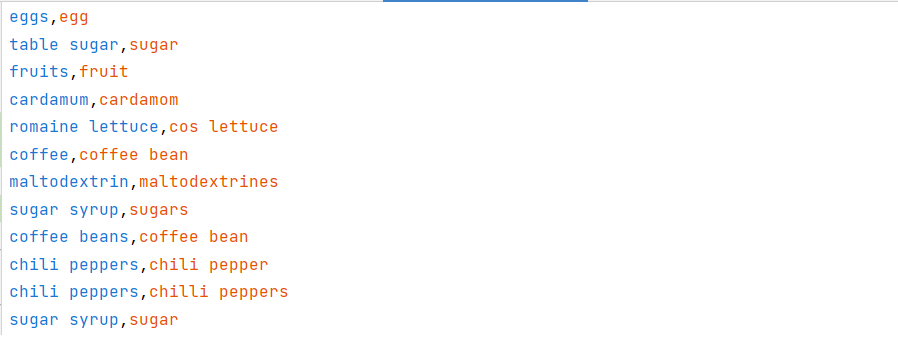 eggs,egg
table sugar,sugar
fruits,fruit
cardamum,cardamom
romaine lettuce,cos lettuce
coffee,coffee bean
maltodextrin,maltodextrines
sugar syrup,sugars
coffee beans,coffee bean
chili peppers,chili pepper
chili peppers,chilli peppers
sugar syrup,sugar